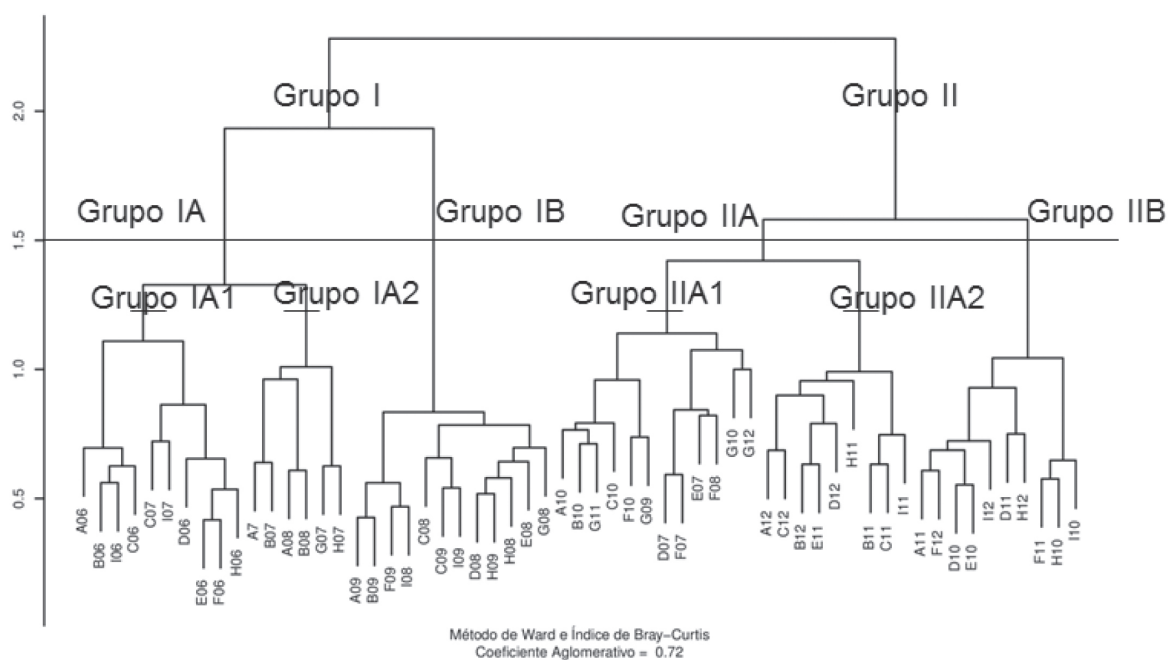 Grupo I
Grupo II
2.0
Grupo IA
Grupo IB
Grupo IIA
Grupo IIB
1.5
Grupo IA1
Grupo IA2
Grupo IIA1
Grupo IIA2
1.0
0.5
A06
B06
I06
C06
C07
I07
D06
E06
F06
H06
A7
B07
A08
B08
G07
H07
A09
B09
F09
I08
C08
C09
I09
D08
H09
H08
E08
G08
A10
B10
G11
C10
F10
G09
D07
F07
E07
F08
G10
G12
A12
C12
B12
E11
D12
H11
B11
C11
I11
A11
F12
D10
E10
I12
D11
H12
F11
H10
I10
Método de Ward e Índice de Bray−Curtis
Coeficiente Aglomerativo = 0.72